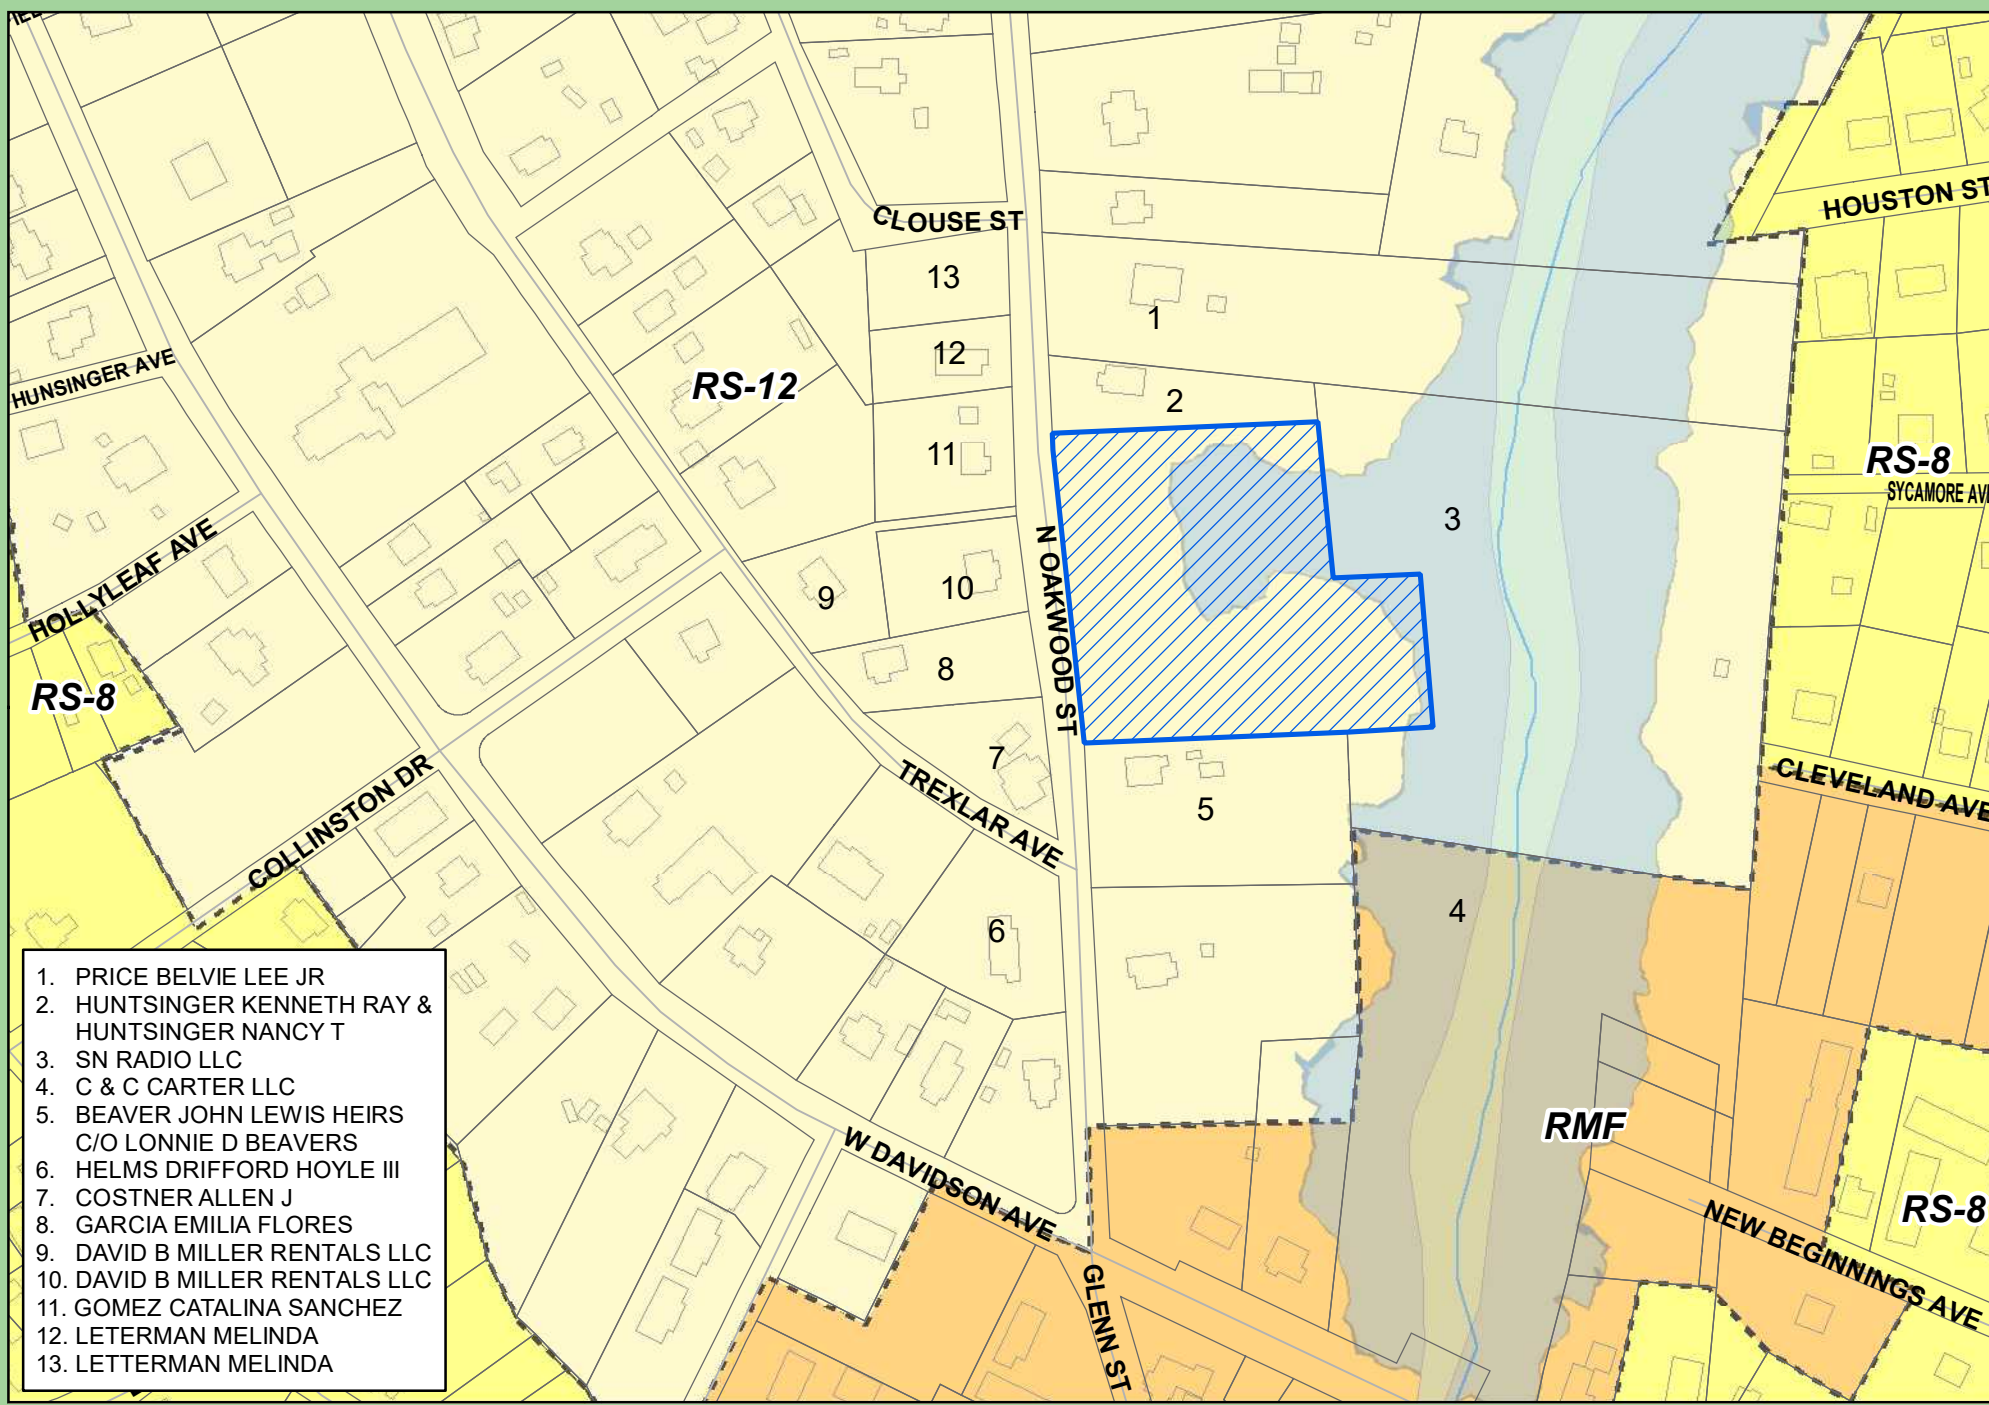 CLOUSE ST
HOUSTON ST
13
12
1
HUNSINGER AVE
RS-12
2
11
RS-8
SYCAMORE AVE
3
HOLLYLEAF AVE
N OAKWOOD ST
9
10
8
RS-8
7
TREXLAR AVE
5
CLEVELAND AVE
COLLINSTON DR
6
4
RMF
W DAVIDSON AVE
GLENN ST
NEW BEGINNINGS AVE
RS-8
1. PRICE BELVIE LEE JR
2. HUNTSINGER KENNETH RAY &
HUNTSINGER NANCY T
3. SN RADIO LLC
4. C & C CARTER LLC
5. BEAVER JOHN LEWIS HEIRS
C/O LONNIE D BEAVERS
6. HELMS DRIFFORD HOYLE III
7. COSTNER ALLEN J
8. GARCIA EMILIA FLORES
9. DAVID B MILLER RENTALS LLC
10. DAVID B MILLER RENTALS LLC
11. GOMEZ CATALINA SANCHEZ
12. LETERMAN MELINDA
13. LETTERMAN MELINDA